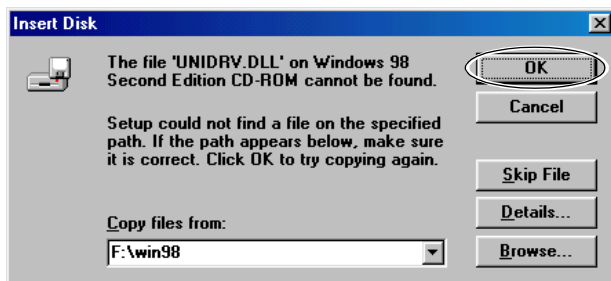 Insert Disk
The file 'UNIDRV.DLL' on Windows 98
Second Edition CD-ROM cannot be found.
Setup could not find a file on the specified
path. If the path appears below, make sure
it is correct. Click OK to try copying again.
Copy files from:
F:\win98
OK
Cancel
Skip File
Details...
Browse...